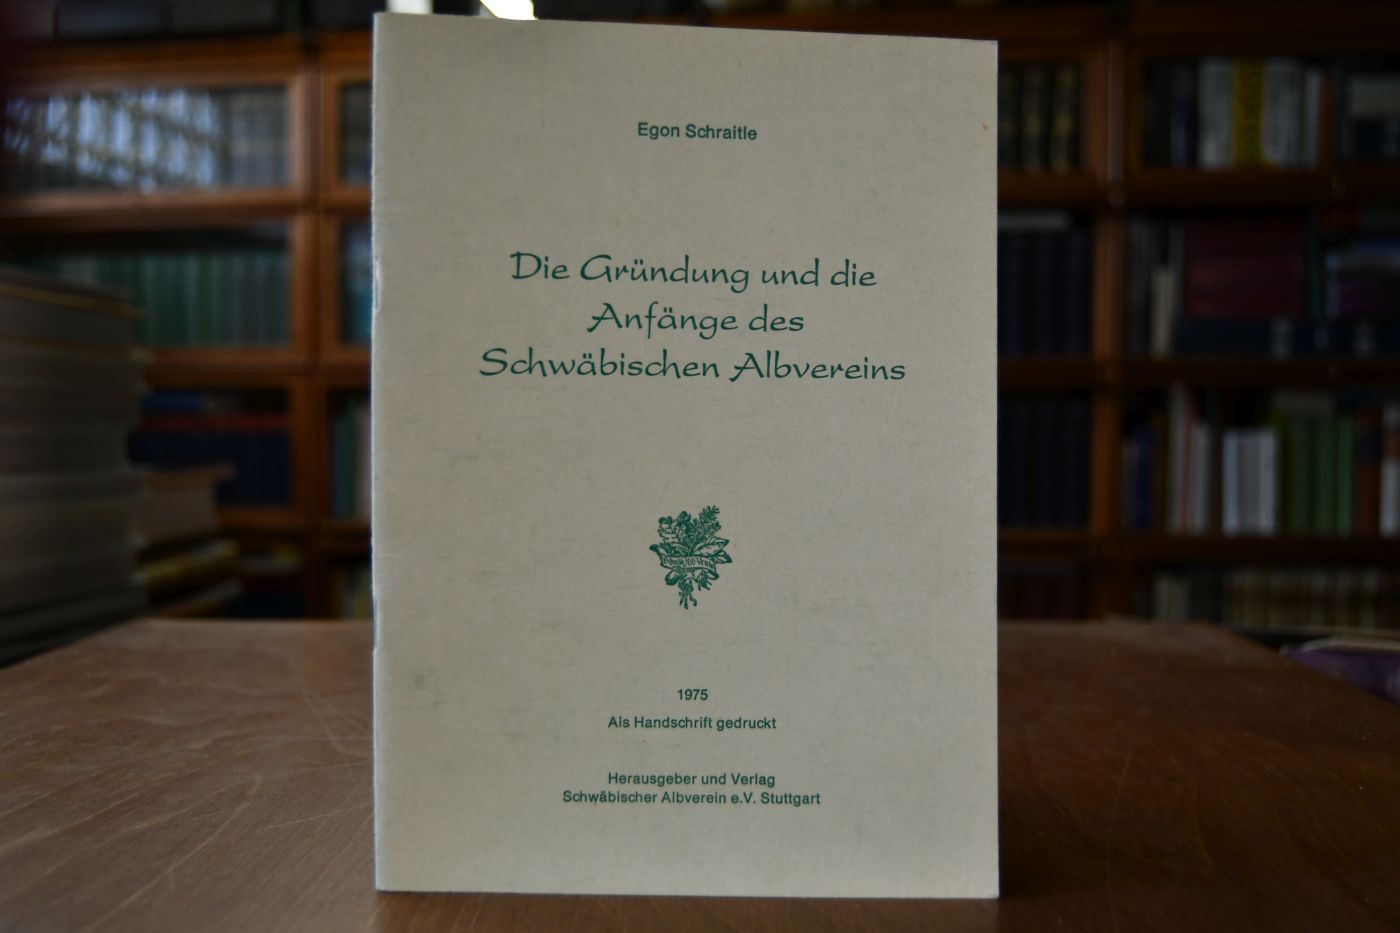 Egon Schraitle
Die Gründung und die
Anfänge des
Schwäbischen Albvereins
1975
Als Handschrift gedruckt
Herausgeber und Verlag
Schwäbischer Albverein e.V. Stuttgart